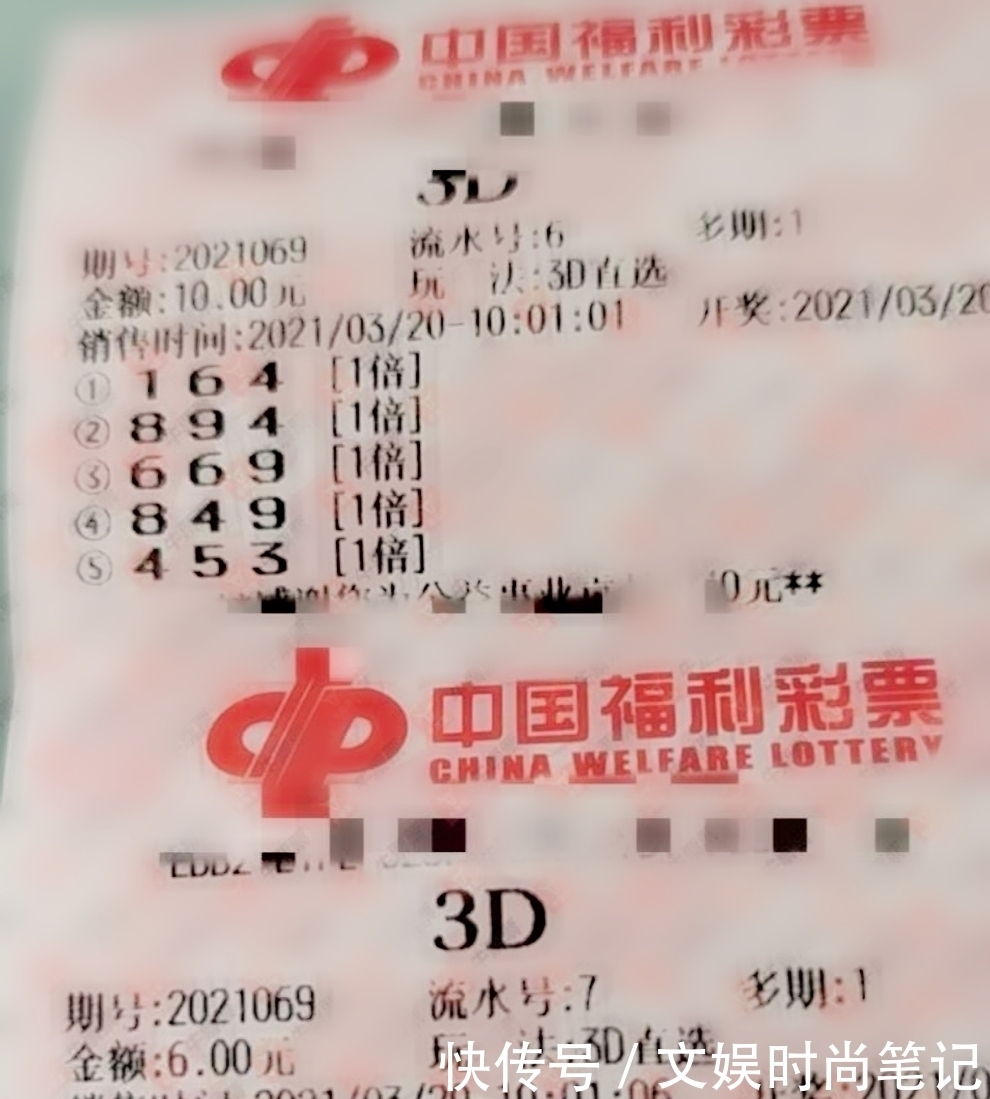 中国福利彩票
CHINA WELFARE LOTTERY
3D
期号:2021069 流水号:6 多期:1
金额:10.00元 玩 法:3D直选
销售时间:2021/03/20-10:01:01 开奖:2021/03/20
① 1 6 4 [1倍]
② 8 9 4 [1倍]
③ 6 6 9 [1倍]
④ 8 4 9 [1倍]
⑤ 4 5 3 [1倍]
0元**
中国福利彩票
CHINA WELFARE LOTTERY
3D
期号:2021069 流水号:7 多期:1
金额:6.00元 玩 法:3D直选
快传号 / 文娱时尚笔记